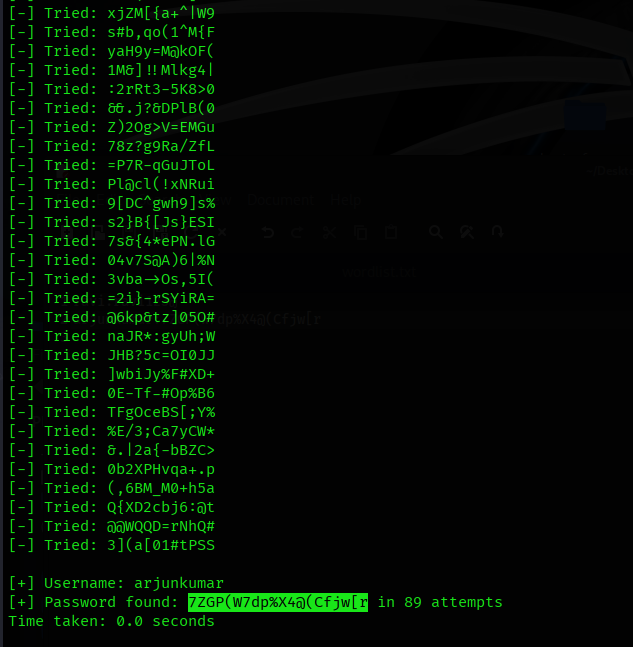 [-] Tried: xjZM[{a+^|W9
[-] Tried: s#b,qo(1^M{F
[-] Tried: yaH9y=M@kOF(
[-] Tried: 1M&]!!Mlkg4|
[-] Tried: :2rRt3-5K8>0
[-] Tried: &&.j?&DPlB(0
[-] Tried: Z)2Og>V=EMGu
[-] Tried: 78z?g9Ra/ZfL
[-] Tried: =P7R-qGuJToL
[-] Tried: Pl@cl(!xNRui
[-] Tried: 9[DC^gwh9]s%
[-] Tried: s2}B{[Js}ESI
[-] Tried: 7s&{4*ePN.lG
[-] Tried: 04v7S@A)6|%N
[-] Tried: 3vba->Os,5I(
[-] Tried: =2i}-rSYiRA=
[-] Tried: @6kp&tz]05O#
[-] Tried: naJR*:gyUh;W
[-] Tried: JHB?5c=OI0JJ
[-] Tried: ]wbiJy%F#XD+
[-] Tried: 0E-Tf-#Op%B6
[-] Tried: TFgOceBS[;Y%
[-] Tried: %E/3;Ca7yCW*
[-] Tried: &.|2a{-bBZC>
[-] Tried: 0b2XPHvqa+.p
[-] Tried: (,6BM_M0+h5a
[-] Tried: Q{XD2cbj6:@t
[-] Tried: @@WQQD=rNhQ#
[-] Tried: 3](a[01#tPSS
[+] Username: arjunkumar
[+] Password found: 7ZGP(W7dp%X4@(Cfjw[r in 89 attempts
Time taken: 0.0 seconds
Document Help